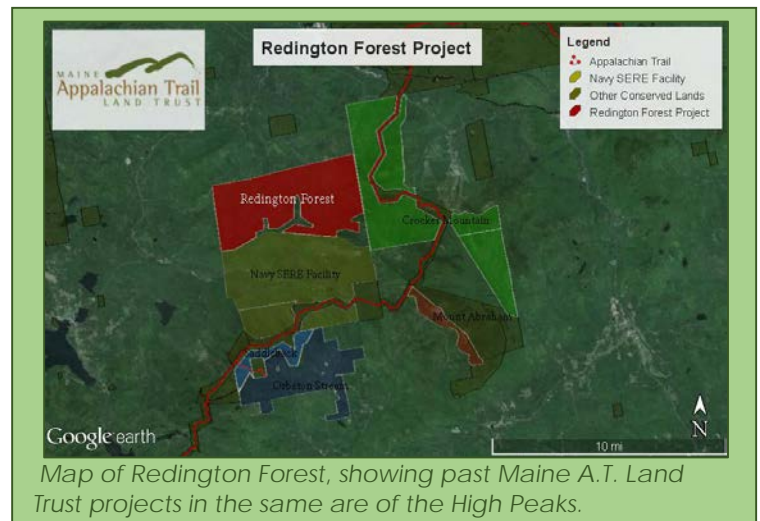 MAINE
Appalachian Trail
LAND TRUST
Redington Forest Project
Legend
Appalachian Trail
Navy SERE Facility
Other Conserved Lands
Redington Forest Project
Redington Forest
Crocker Mountain
Navy SERE Facility
Mount Abraham
Saddleback
Orbeton Stream
Google earth
N
10 mi
Map of Redington Forest, showing past Maine A.T. Land
Trust projects in the same are of the High Peaks.